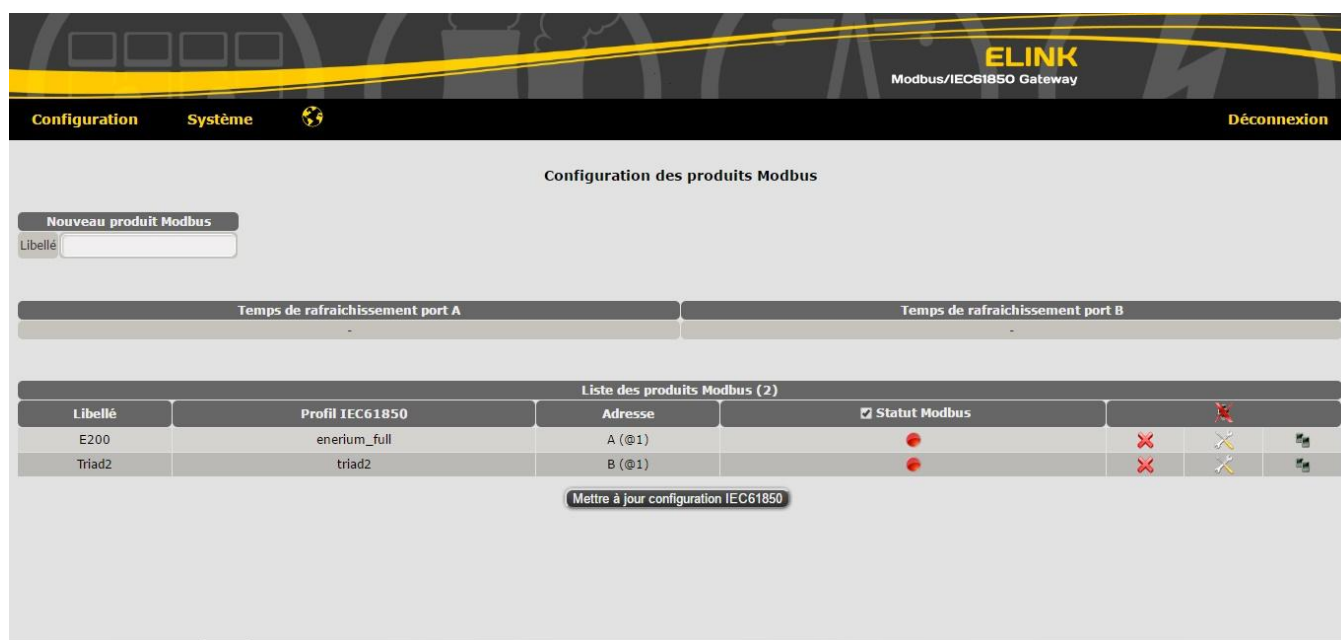 ELINK
Modbus/IEC61850 Gateway
Configuration Système Déconnexion
Configuration des produits Modbus
Nouveau produit Modbus
Libellé
Temps de rafraichissement port A Temps de rafraichissement port B
- -
Liste des produits Modbus (2)
Libellé Profil IEC61850 Adresse Statut Modbus
E200 enerium_full A (@1)
Triad2 triad2 B (@1)
Mettre à jour configuration IEC61850